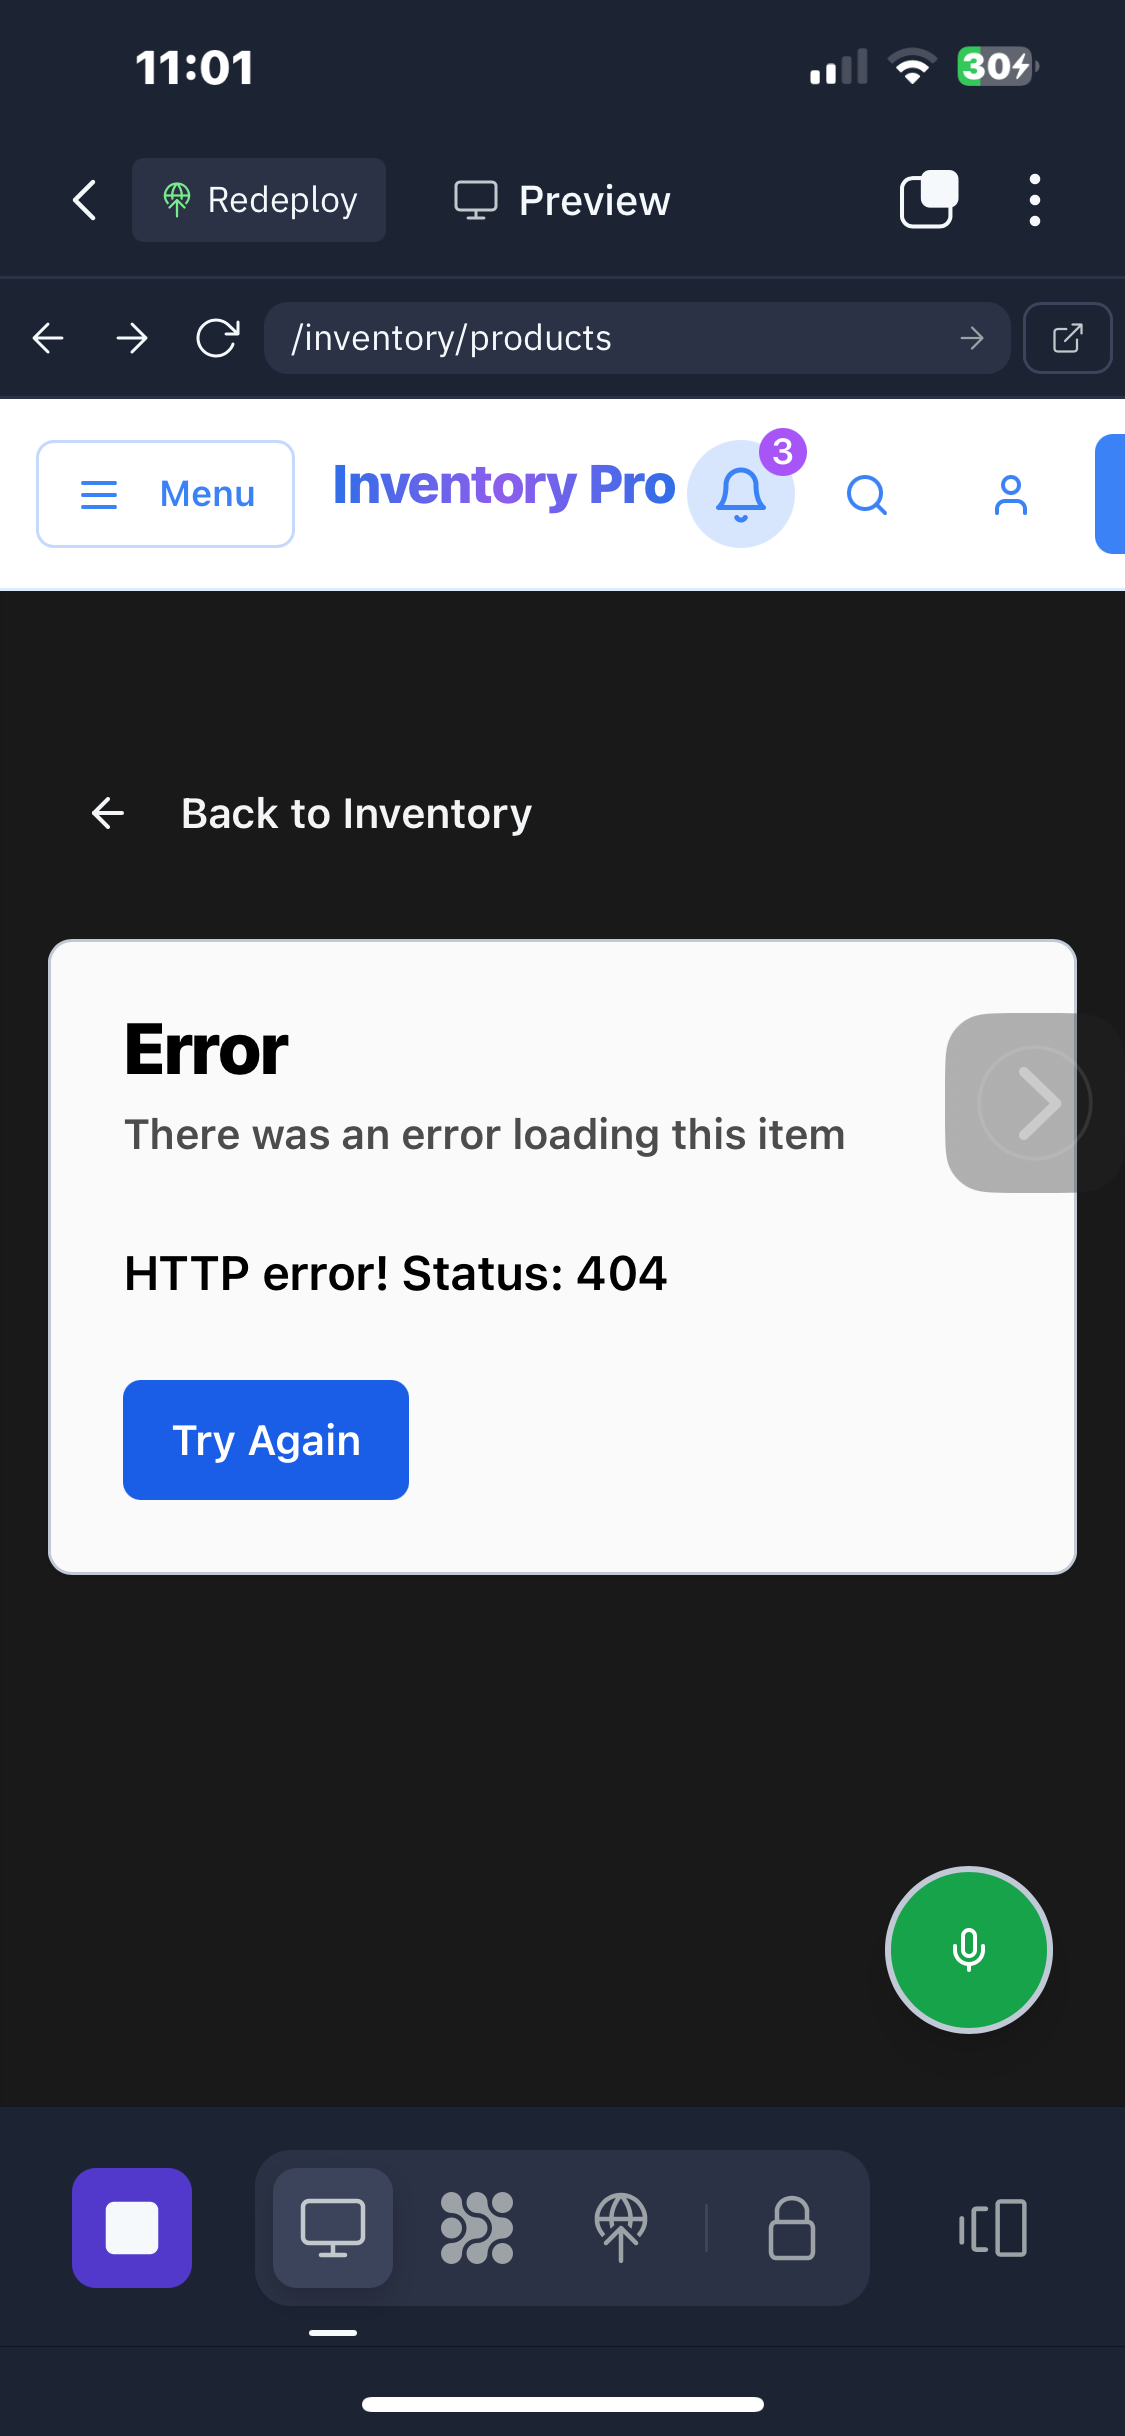 11:01
30
Redeploy
Preview
/inventory/products
Menu
Inventory Pro
3
Back to Inventory
Error
There was an error loading this item
HTTP error! Status: 404
Try Again